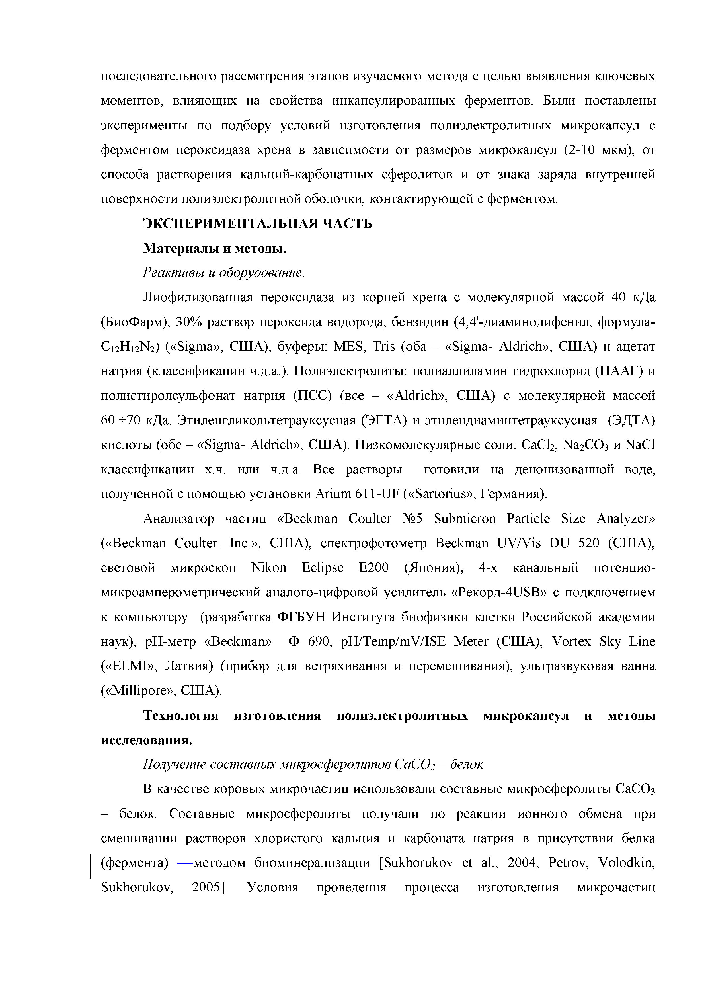 последовательного рассмотрения этапов изучаемого метода с целью выявления ключевых
моментов, влияющих на свойства инкапсулированных ферментов. Были поставлены
эксперименты по подбору условий изготовления полиэлектролитных микрокапсул с
ферментом пероксидаза хрена в зависимости от размеров микрокапсул (2-10 мкм), от
способа растворения кальций-карбонатных сферолитов и от знака заряда внутренней
поверхности полиэлектролитной оболочки, контактирующей с ферментом.
ЭКСПЕРИМЕНТАЛЬНАЯ ЧАСТЬ
Материалы и методы.
Реактивы и оборудование.
Лиофилизованная пероксидаза из корней хрена с молекулярной массой 40 кДа
(БиоФарм), 30% раствор пероксида водорода, бензидин (4,4'-диаминодифенил, формула-
C₁₂H₁₂N₂) («Sigma», США), буферы: MES, Tris (оба – «Sigma- Aldrich», США) и ацетат
натрия (классификации ч.д.а.). Полиэлектролиты: полиаллиламин гидрохлорид (ПААГ) и
полистиролсульфонат натрия (ПСС) (все – «Aldrich», США) с молекулярной массой
60 ÷70 кДа. Этиленгликольтетрауксусная (ЭГТА) и этилендиаминтетрауксусная (ЭДТА)
кислоты (обе – «Sigma- Aldrich», США). Низкомолекулярные соли: CaCl₂, Na₂CO₃ и NaCl
классификации х.ч. или ч.д.а. Все растворы готовили на деионизованной воде,
полученной с помощью установки Arium 611-UF («Sartorius», Германия).
Анализатор частиц «Beckman Coulter №5 Submicron Particle Size Analyzer»
(«Beckman Coulter. Inc.», США), спектрофотометр Beckman UV/Vis DU 520 (США),
световой микроскоп Nikon Eclipse E200 (Япония), 4-х канальный потенцио-
микроамперометрический аналого-цифровой усилитель «Рекорд-4USB» с подключением
к компьютеру (разработка ФГБУН Института биофизики клетки Российской академии
наук), рН-метр «Beckman» Ф 690, pH/Temp/mV/ISE Meter (США), Vortex Sky Line
(«ELMI», Латвия) (прибор для встряхивания и перемешивания), ультразвуковая ванна
(«Millipore», США).
Технология изготовления полиэлектролитных микрокапсул и методы
исследования.
Получение составных микросферолитов CaCO₃ – белок
В качестве коровых микрочастиц использовали составные микросферолиты CaCO₃
– белок. Составные микросферолиты получали по реакции ионного обмена при
смешивании растворов хлористого кальция и карбоната натрия в присутствии белка
(фермента) —методом биоминерализации [Sukhorukov et al., 2004, Petrov, Volodkin,
Sukhorukov, 2005]. Условия проведения процесса изготовления микрочастиц